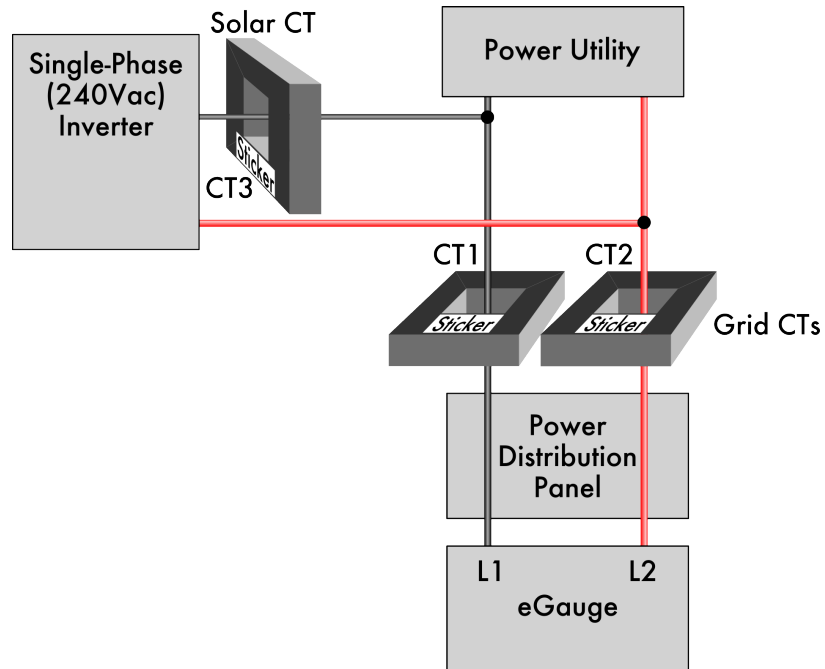 Solar CT
Single-Phase
(240Vac)
Inverter
Power Utility
Sticker
CT3
CT1
CT2
Sticker
Sticker
Grid CTs
Power
Distribution
Panel
L1
L2
eGauge